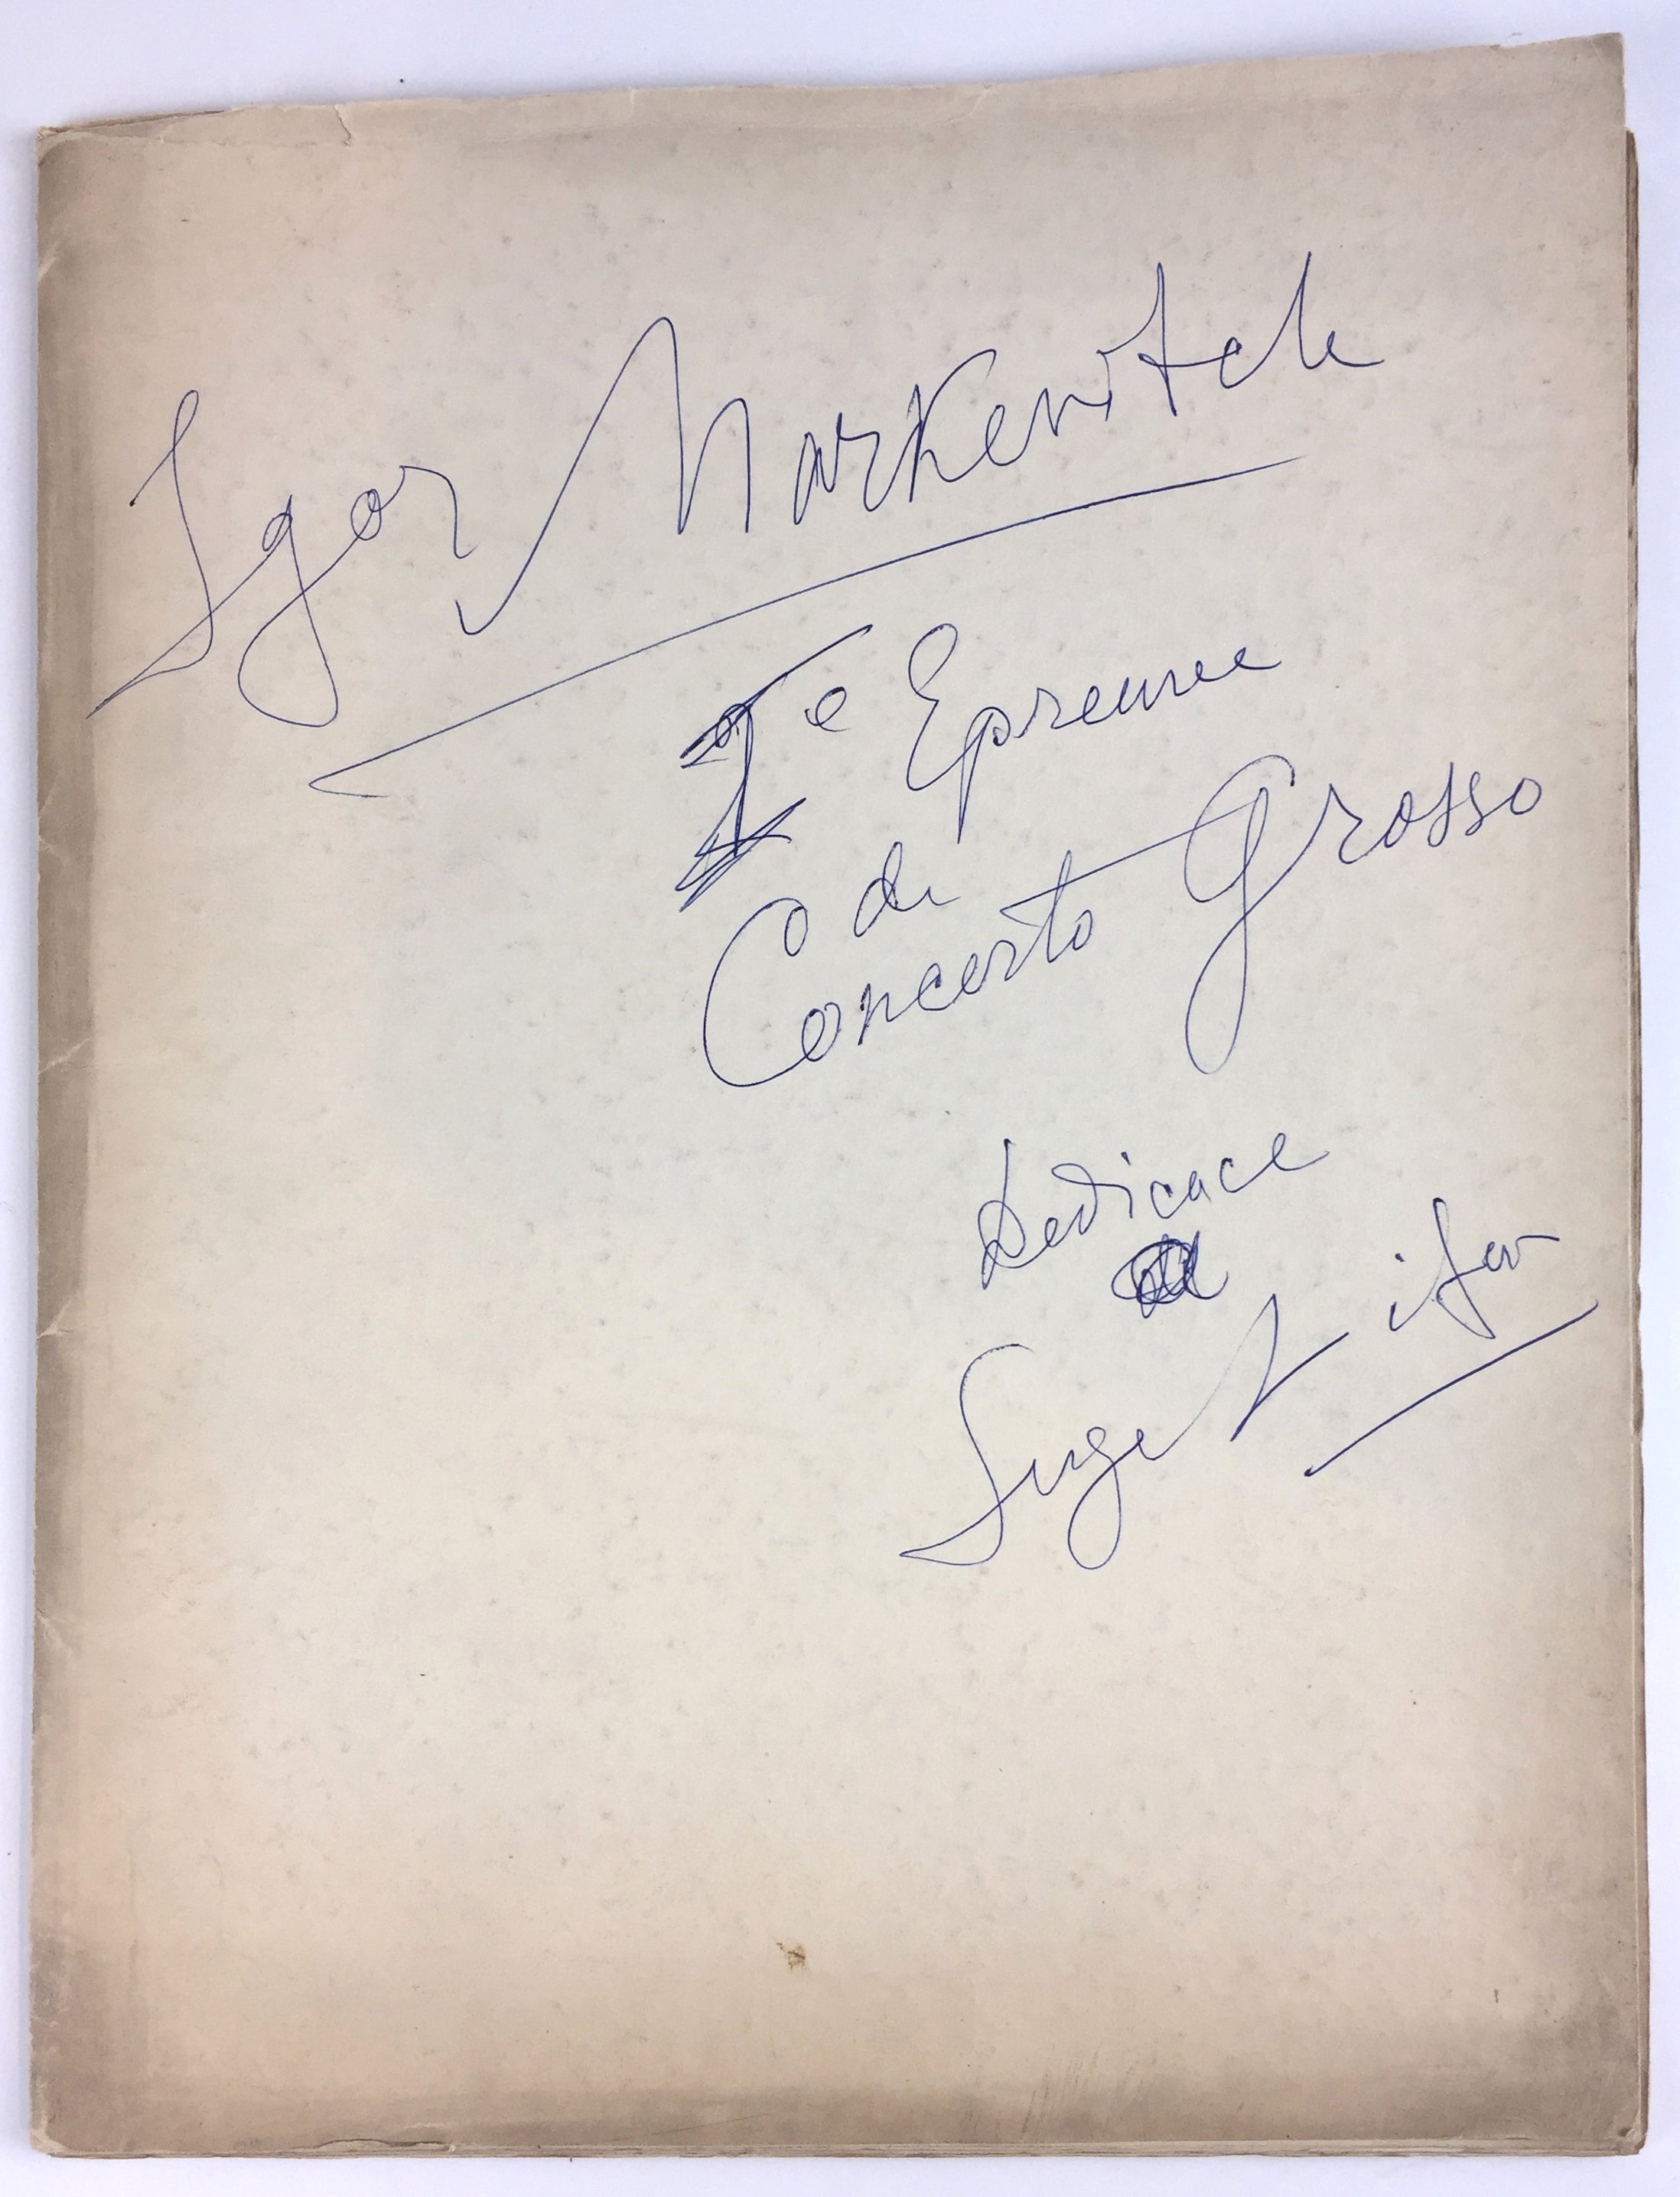 Igor Markevitch
1e Epreuve
de
Concerto Grosso
Dedicace
à
Serge Lifar